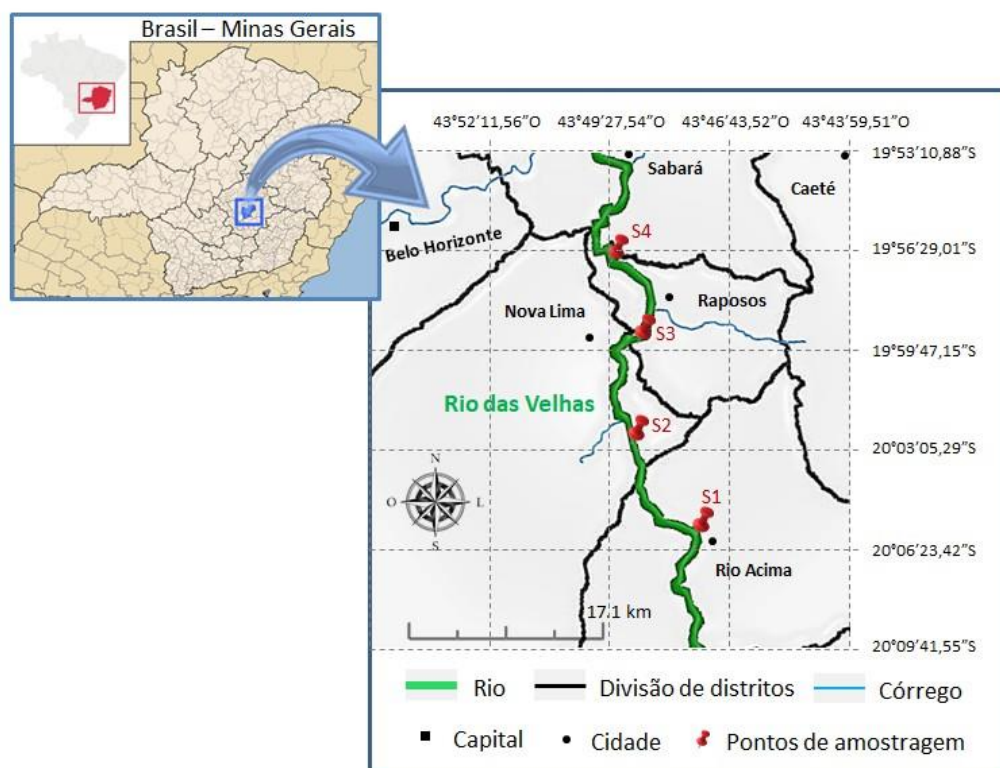 Brasil – Minas Gerais
43°52'11,56"O 43°49'27,54"O 43°46'43,52"O 43°43'59,51"O
19°53'10,88"S
Sabará
Caeté
S4
Belo Horizonte
19°56'29,01"S
Nova Lima
Raposos
S3
19°59'47,15"S
Rio das Velhas
S2
20°03'05,29"S
N
O L
S
S1
20°06'23,42"S
Rio Acima
17.1 km
20°09'41,55"S
Rio Divisão de distritos Córrego
Capital Cidade Pontos de amostragem